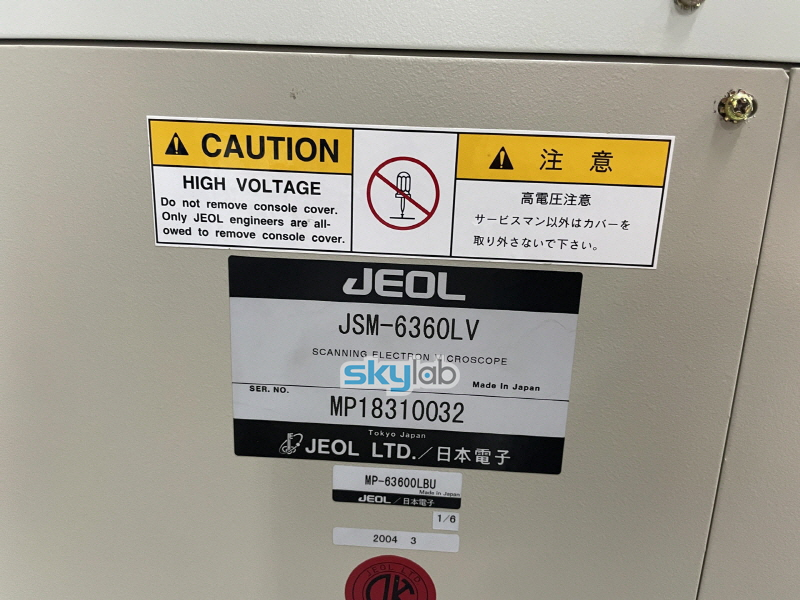 CAUTION
HIGH VOLTAGE
Do not remove console cover.
Only JEOL engineers are all-
owed to remove console cover.
注意
高電圧注意
サービスマン以外はカバーを
取り外さないで下さい。
JEOL
JSM-6360LV
SCANNING ELECTRON MICROSCOPE
skylab
Made in Japan
SER. NO.
MP18310032
Tokyo Japan
JEOL LTD./日本電子
MP-63600LBU
Made in Japan
JEOL/日本電子
1/6
2004 3
JEOL LTD